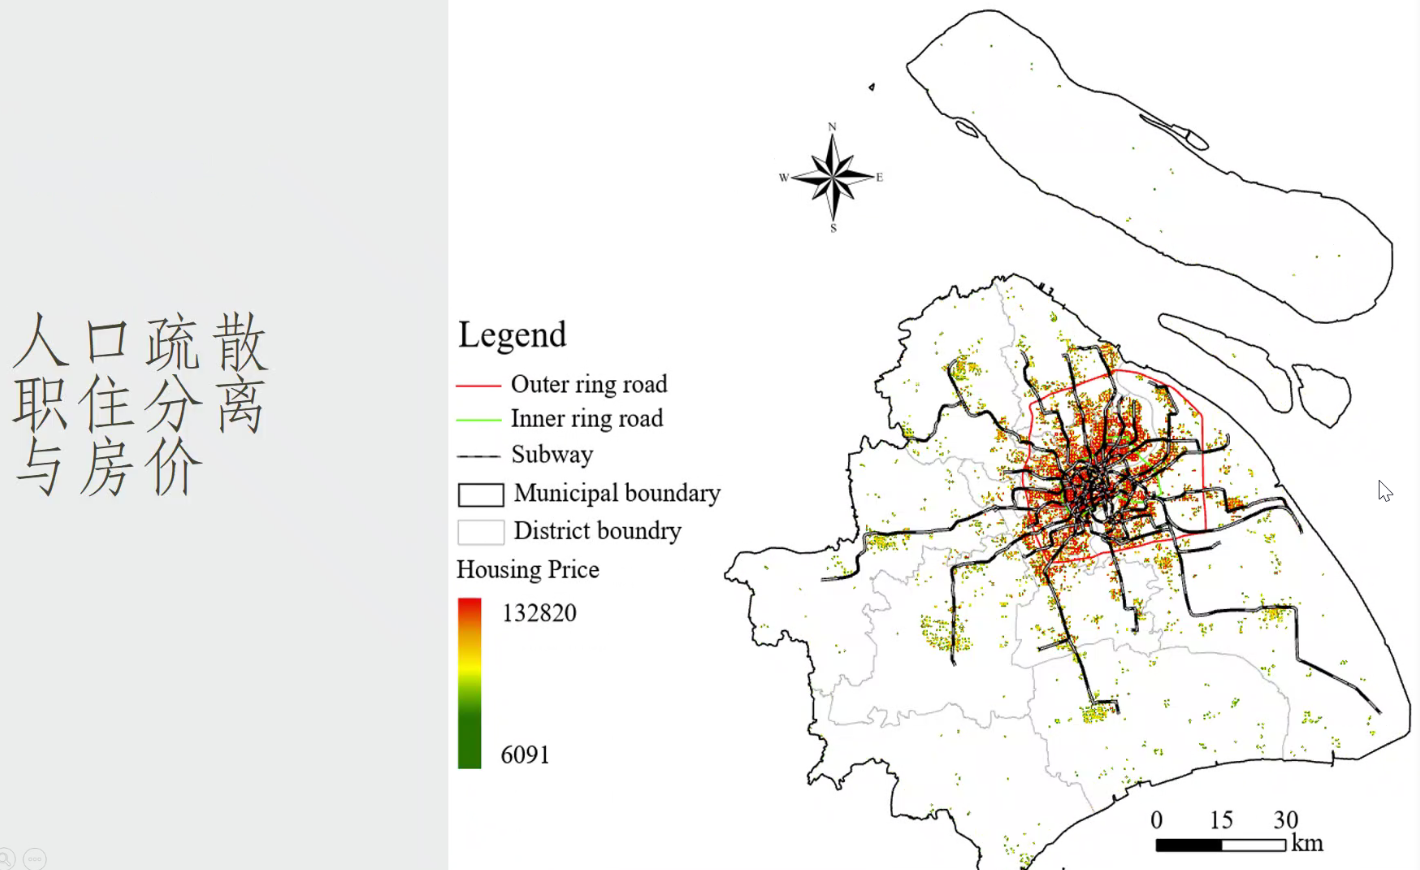 人口疏散
职住分离
与房价
N
W
E
S
Legend
Outer ring road
Inner ring road
Subway
Municipal boundary
District boundry
Housing Price
132820
6091
0 15 30
km